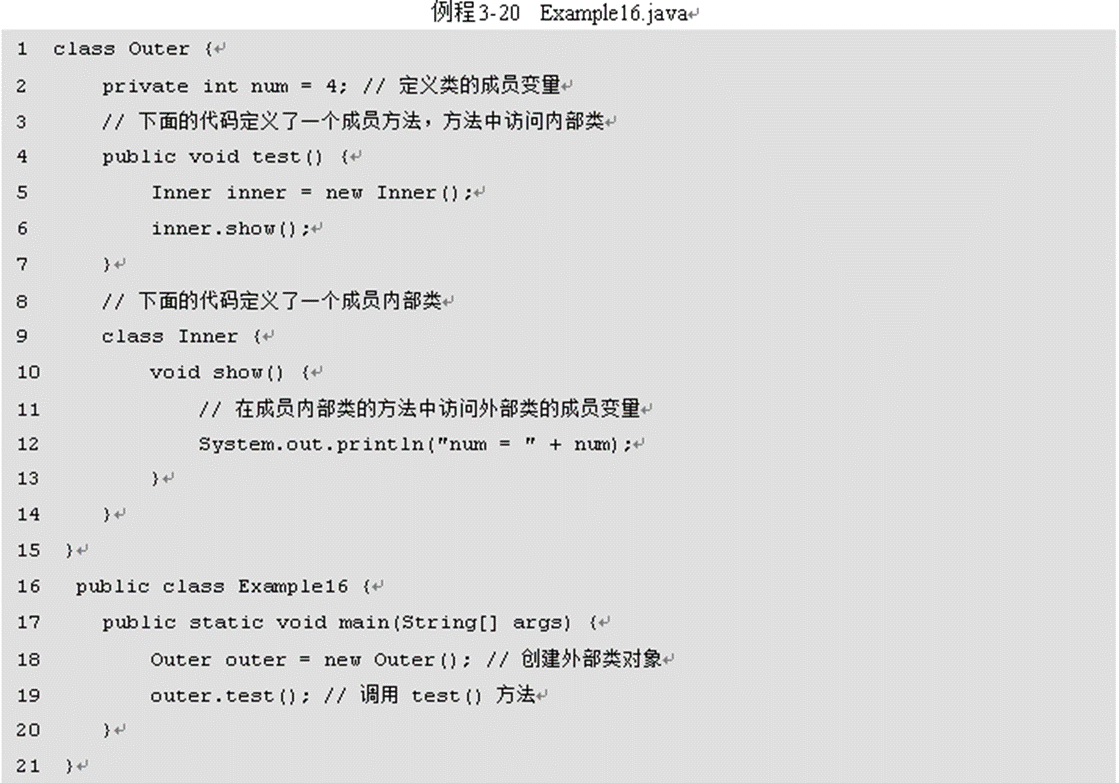 例程3-20 Example16.java↵
1 class Outer {↵
2     private int num = 4; // 定义类的成员变量↵
3     // 下面的代码定义了一个成员方法，方法中访问内部类↵
4     public void test() {↵
5         Inner inner = new Inner();↵
6         inner.show();↵
7     }↵
8     // 下面的代码定义了一个成员内部类↵
9     class Inner {↵
10         void show() {↵
11             // 在成员内部类的方法中访问外部类的成员变量↵
12             System.out.println("num = " + num);↵
13         }↵
14     }↵
15 }↵
16 public class Example16 {↵
17     public static void main(String[] args) {↵
18         Outer outer = new Outer(); // 创建外部类对象↵
19         outer.test(); // 调用 test() 方法↵
20     }↵
21 }↵